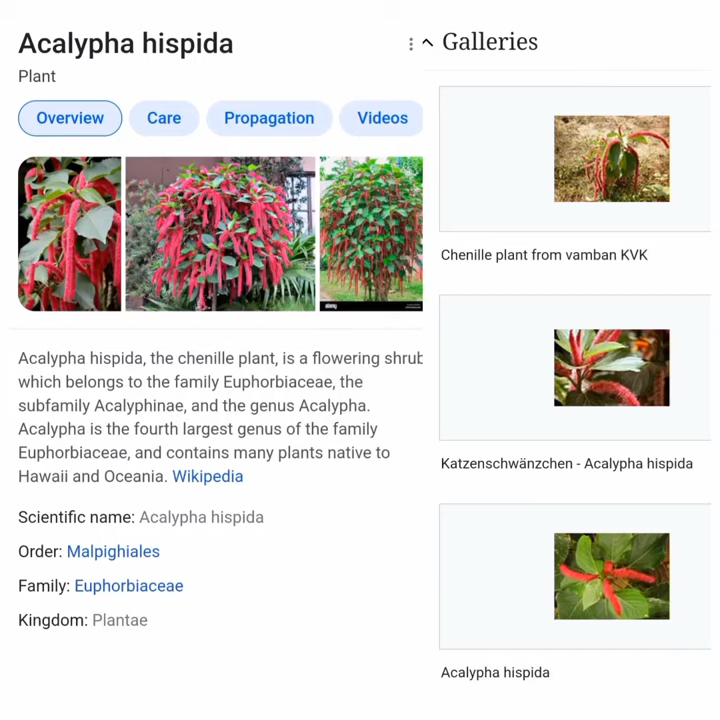 Acalypha hispida
Plant
Overview
Care
Propagation
Videos
Acalypha hispida, the chenille plant, is a flowering shrub
which belongs to the family Euphorbiaceae, the
subfamily Acalyphinae, and the genus Acalypha.
Acalypha is the fourth largest genus of the family
Euphorbiaceae, and contains many plants native to
Hawaii and Oceania. Wikipedia
Scientific name: Acalypha hispida
Order: Malpighiales
Family: Euphorbiaceae
Kingdom: Plantae
Galleries
Chenille plant from vamban KVK
Katzenschwänzchen - Acalypha hispida
Acalypha hispida